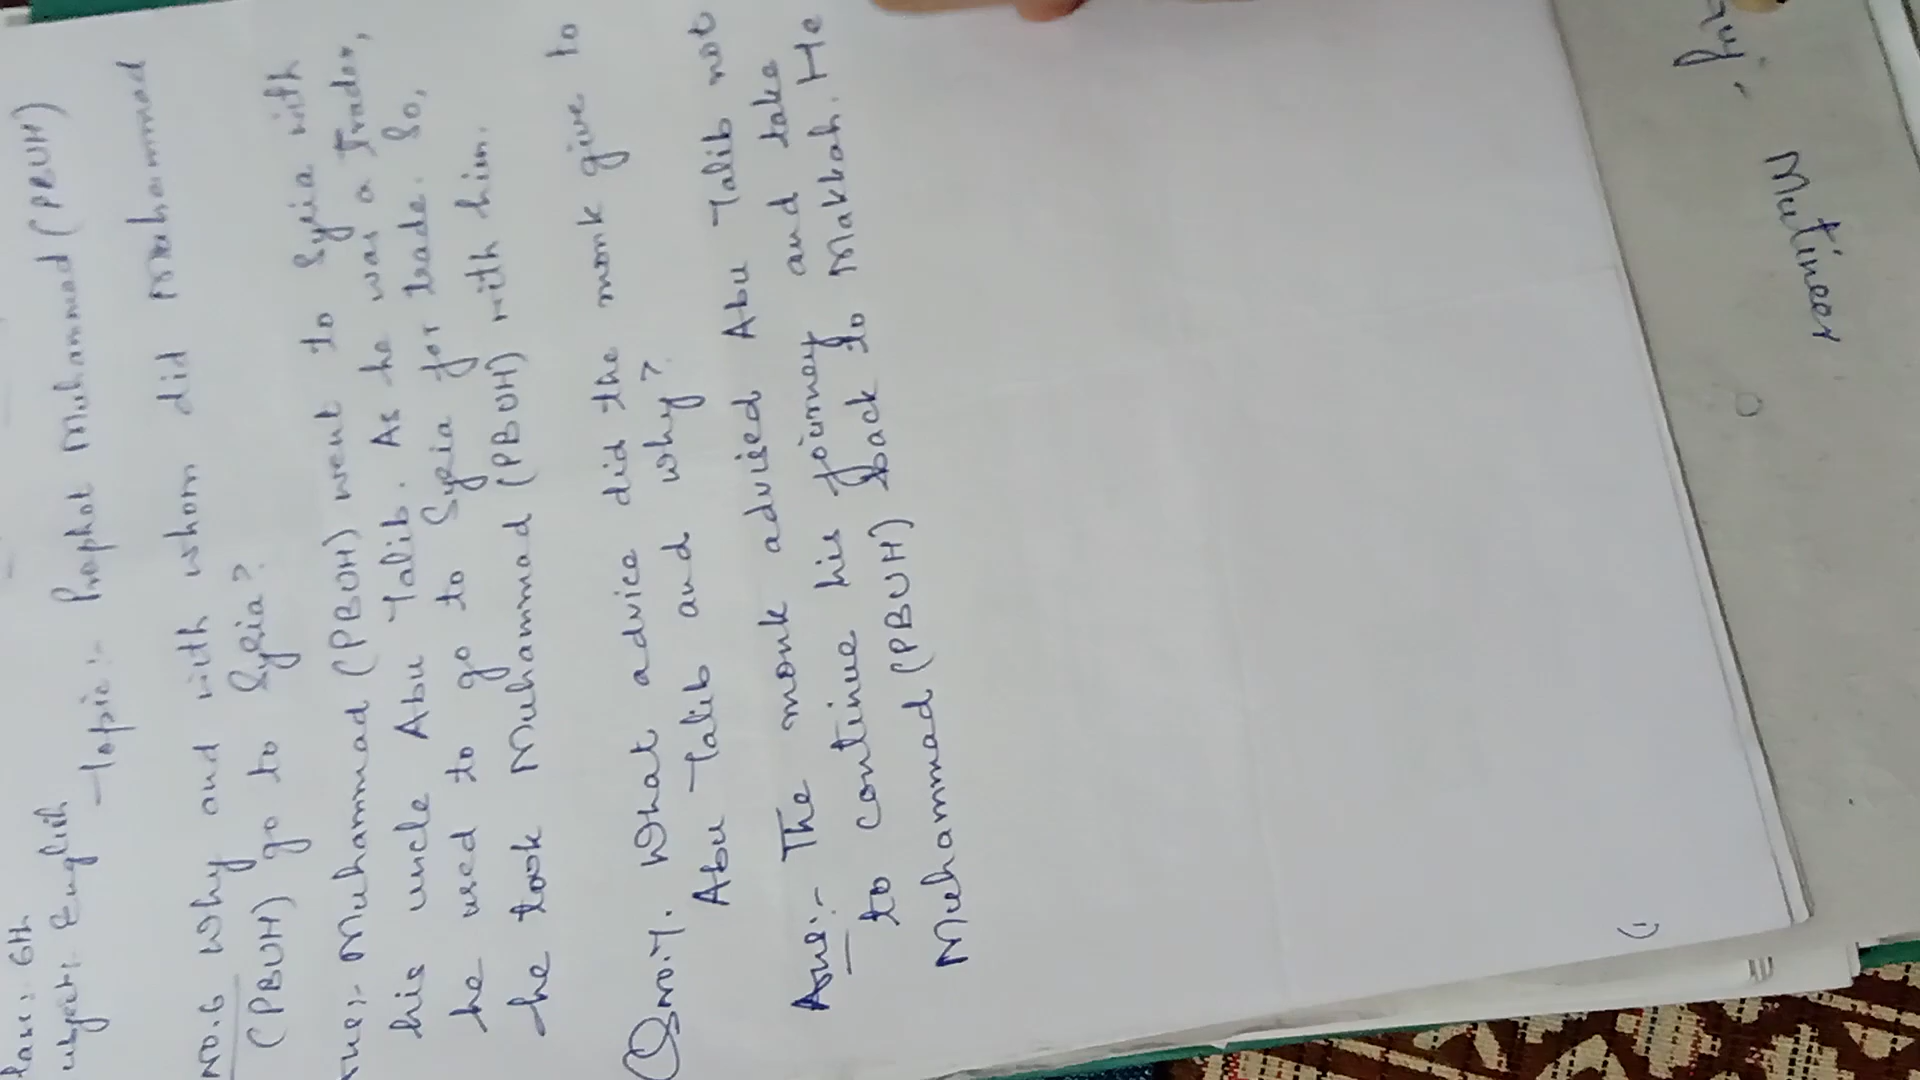 Class:- 6th
Subject:- English
Topic:- Prophet Muhammad (PBUH)
No.6 Why and with whom did Muhammad
(PBUH) go to Syria?
Ans:- Muhammad (PBUH) went to Syria with
his uncle Abu Talib. As he was a Trader,
he used to go to Syria for trade. So,
he took Muhammad (PBUH) with him.
Qno.7. What advice did the monk give to
Abu Talib and why?
Ans:- The monk advised Abu Talib not
to continue his journey and take
Muhammad (PBUH) back to Makkah. He
Mutineer